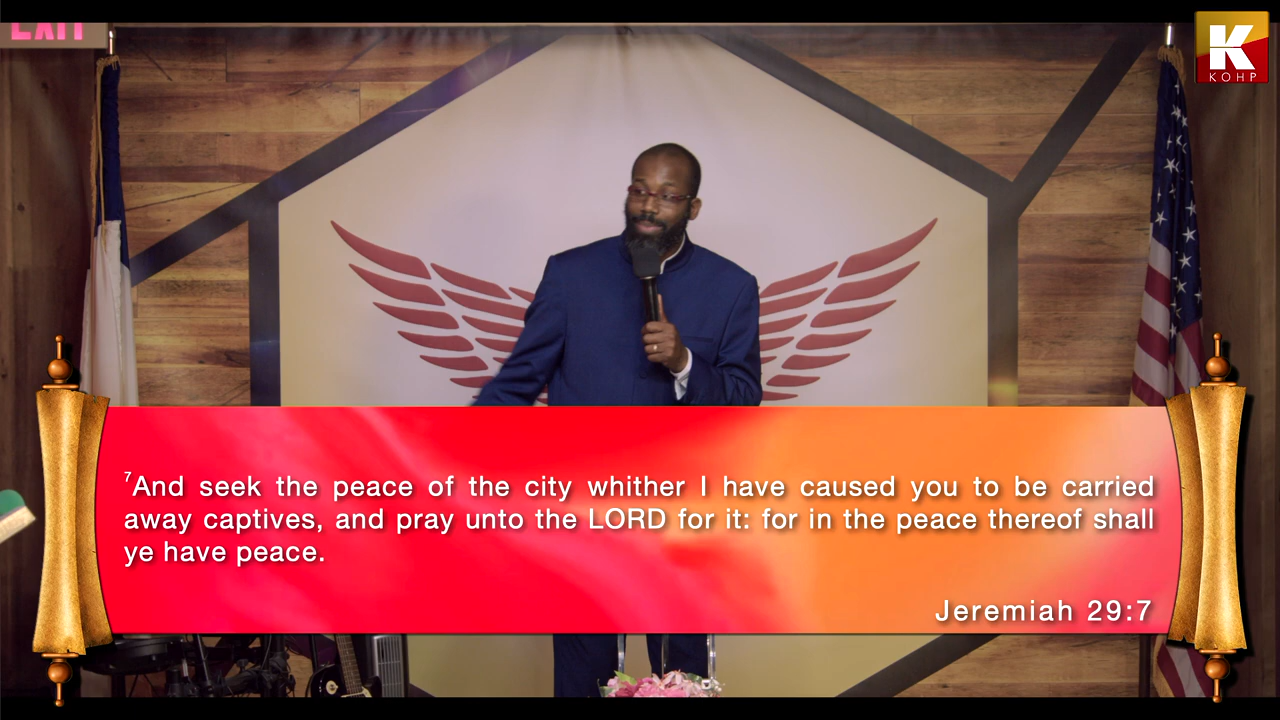 EXIT
K
KOHP
⁷And seek the peace of the city whither I have caused you to be carried
away captives, and pray unto the LORD for it: for in the peace thereof shall
ye have peace.
Jeremiah 29:7